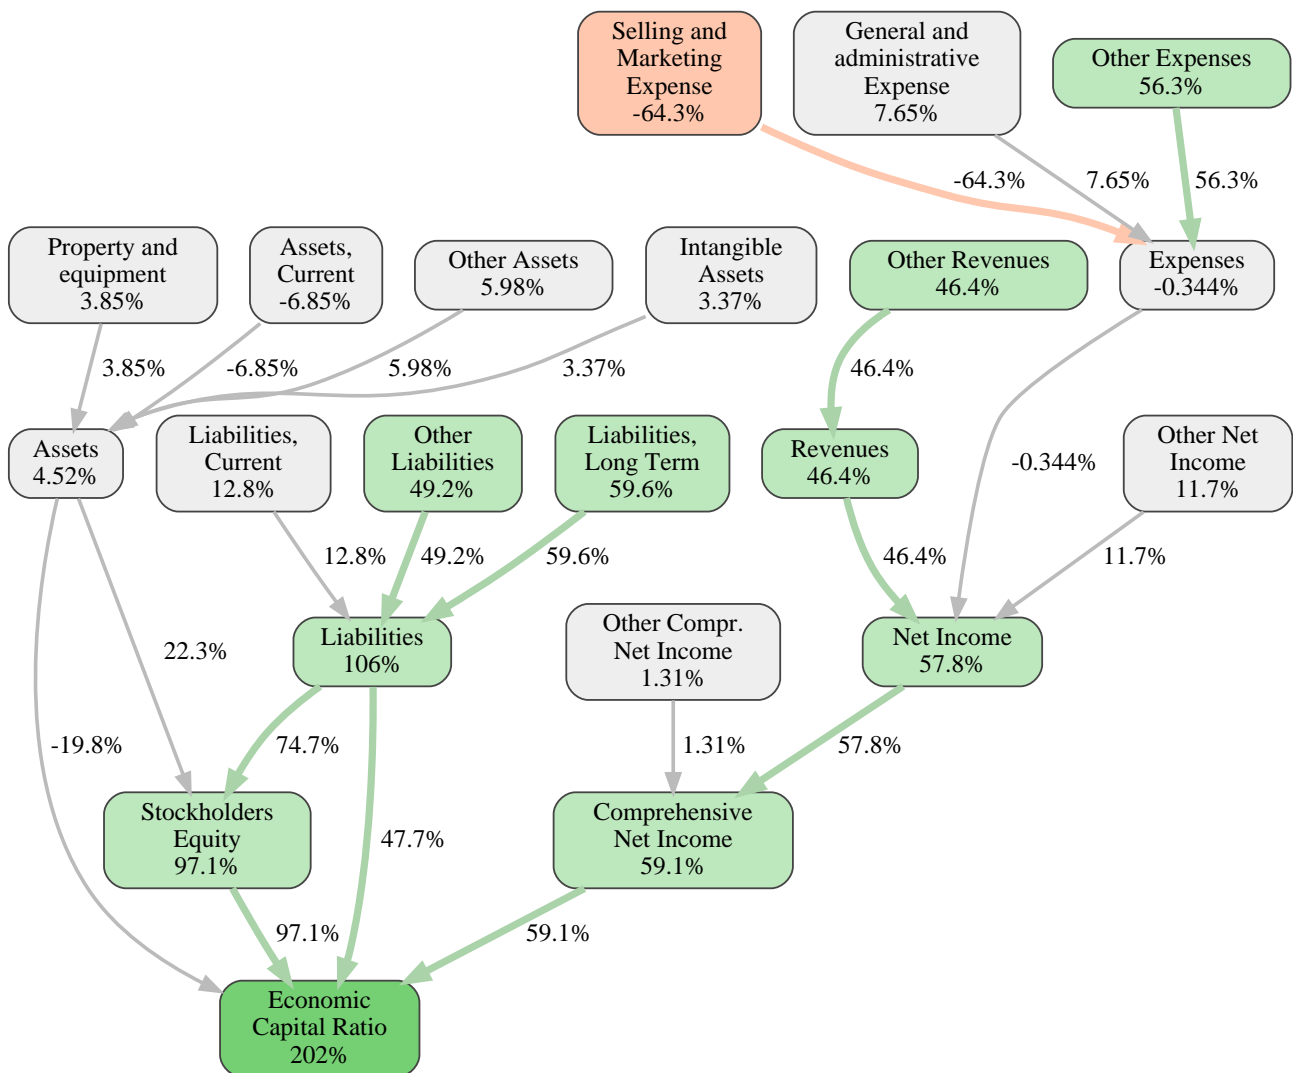 Selling and
Marketing
Expense
-64.3%
General and
administrative
Expense
7.65%
Other Expenses
56.3%
-64.3%
7.65%
56.3%
Property and
equipment
3.85%
Assets,
Current
-6.85%
Other Assets
5.98%
Intangible
Assets
3.37%
Other Revenues
46.4%
Expenses
-0.344%
3.85%
-6.85%
5.98%
3.37%
46.4%
Assets
4.52%
Liabilities,
Current
12.8%
Other
Liabilities
49.2%
Liabilities,
Long Term
59.6%
Revenues
46.4%
-0.344%
Other Net
Income
11.7%
12.8%
49.2%
59.6%
46.4%
11.7%
22.3%
Liabilities
106%
Other Compr.
Net Income
1.31%
Net Income
57.8%
-19.8%
74.7%
1.31%
57.8%
Stockholders
Equity
97.1%
47.7%
Comprehensive
Net Income
59.1%
97.1%
59.1%
Economic
Capital Ratio
202%